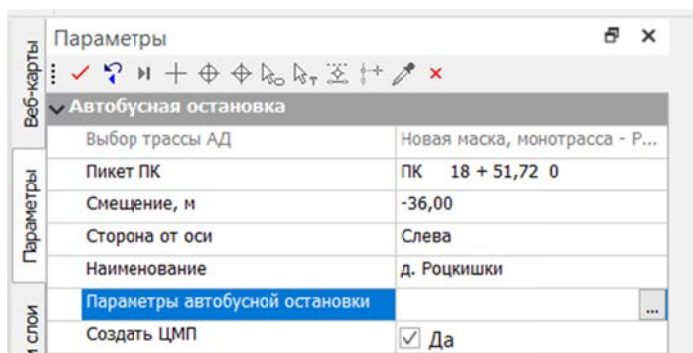 Параметры
Веб-карты
Автобусная остановка
Выбор трассы АД Новая маска, монотрасса - Р...
Пикет ПК ПК 18 + 51,72 0
Смещение, м -36,00
Параметры
Сторона от оси Слева
Наименование д. Роцкишки
Параметры автобусной остановки ...
Создать ЦМП Да
слои